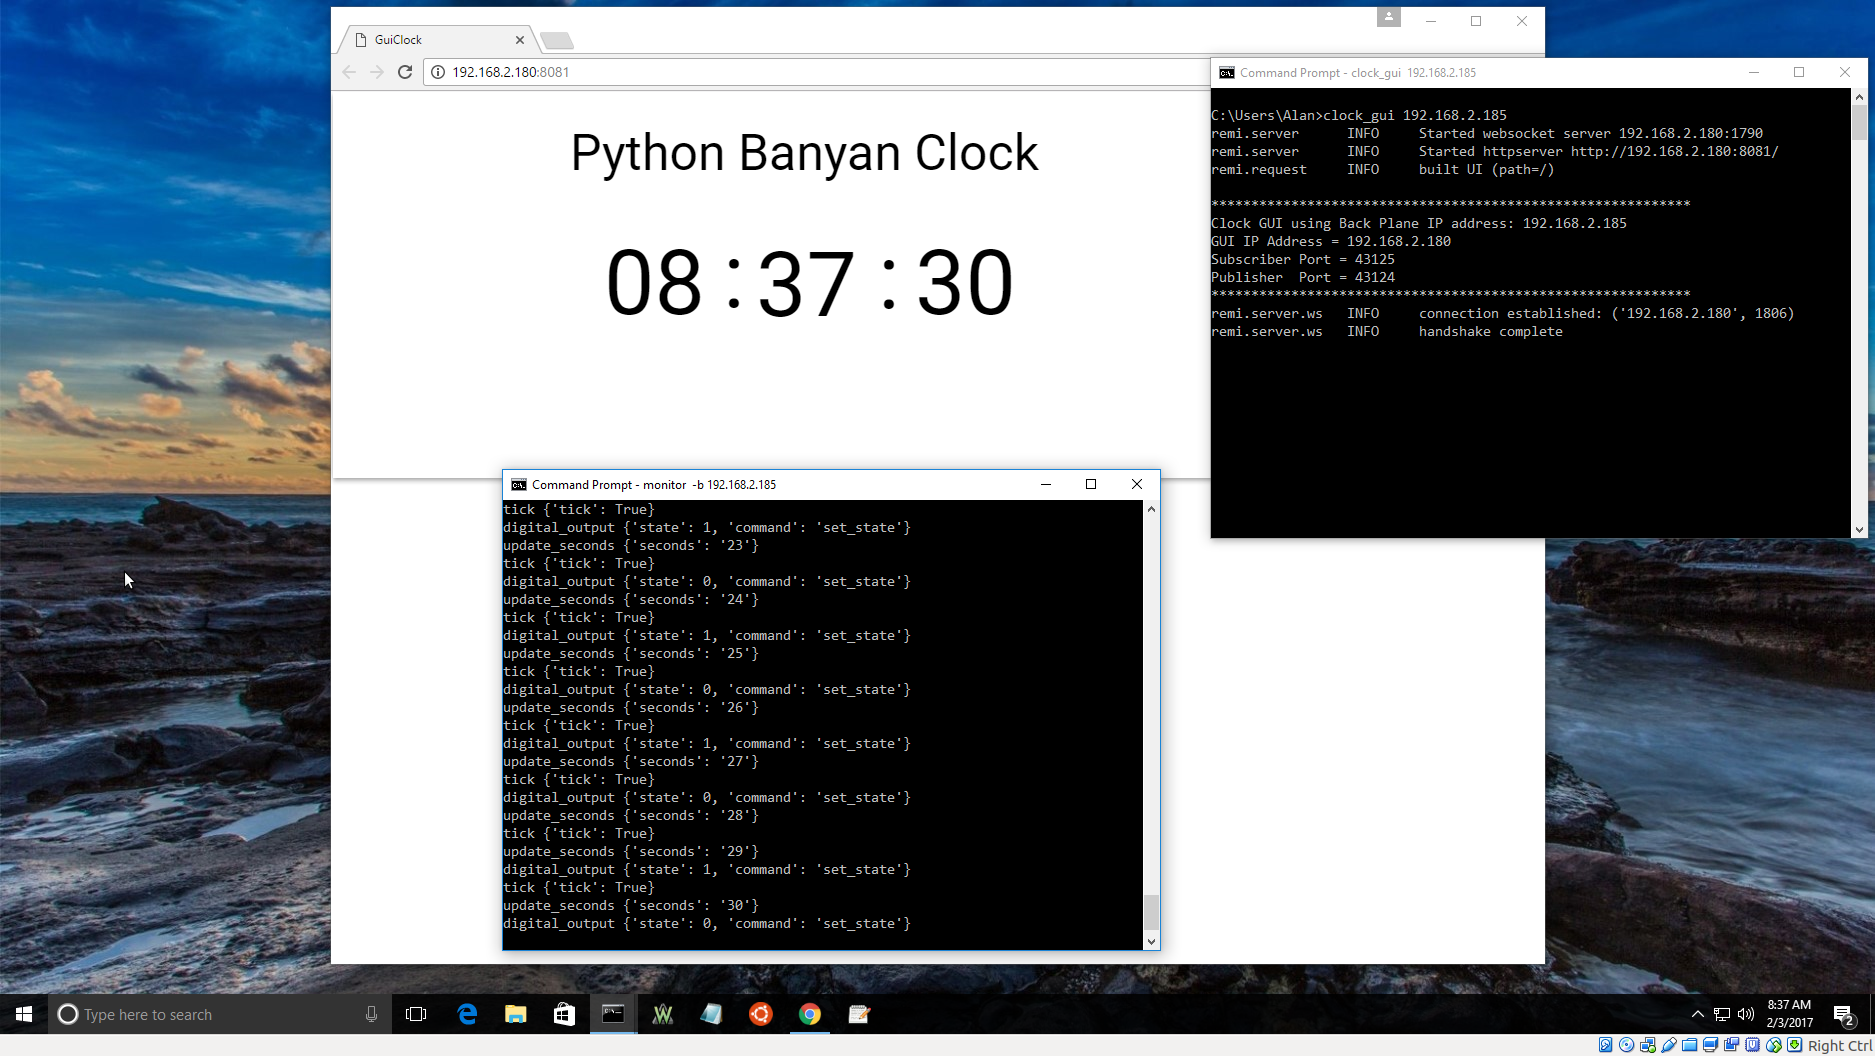 GuiClock
192.168.2.180:8081
Python Banyan Clock
08 : 37 : 30
Command Prompt - clock_gui  192.168.2.185
C:\Users\Alan>clock_gui 192.168.2.185
remi.server      INFO     Started websocket server 192.168.2.180:1790
remi.server      INFO     Started httpserver http://192.168.2.180:8081/
remi.request     INFO     built UI (path=/)
************************************************************
Clock GUI using Back Plane IP address: 192.168.2.185
GUI IP Address = 192.168.2.180
Subscriber Port = 43125
Publisher  Port = 43124
************************************************************
remi.server.ws   INFO     connection established: ('192.168.2.180', 1806)
remi.server.ws   INFO     handshake complete
Command Prompt - monitor  -b 192.168.2.185
tick {'tick': True}
digital_output {'state': 1, 'command': 'set_state'}
update_seconds {'seconds': '23'}
tick {'tick': True}
digital_output {'state': 0, 'command': 'set_state'}
update_seconds {'seconds': '24'}
tick {'tick': True}
digital_output {'state': 1, 'command': 'set_state'}
update_seconds {'seconds': '25'}
tick {'tick': True}
digital_output {'state': 0, 'command': 'set_state'}
update_seconds {'seconds': '26'}
tick {'tick': True}
digital_output {'state': 1, 'command': 'set_state'}
update_seconds {'seconds': '27'}
tick {'tick': True}
digital_output {'state': 0, 'command': 'set_state'}
update_seconds {'seconds': '28'}
tick {'tick': True}
update_seconds {'seconds': '29'}
digital_output {'state': 1, 'command': 'set_state'}
tick {'tick': True}
update_seconds {'seconds': '30'}
digital_output {'state': 0, 'command': 'set_state'}
Type here to search
8:37 AM
2/3/2017
2
Right Ctrl